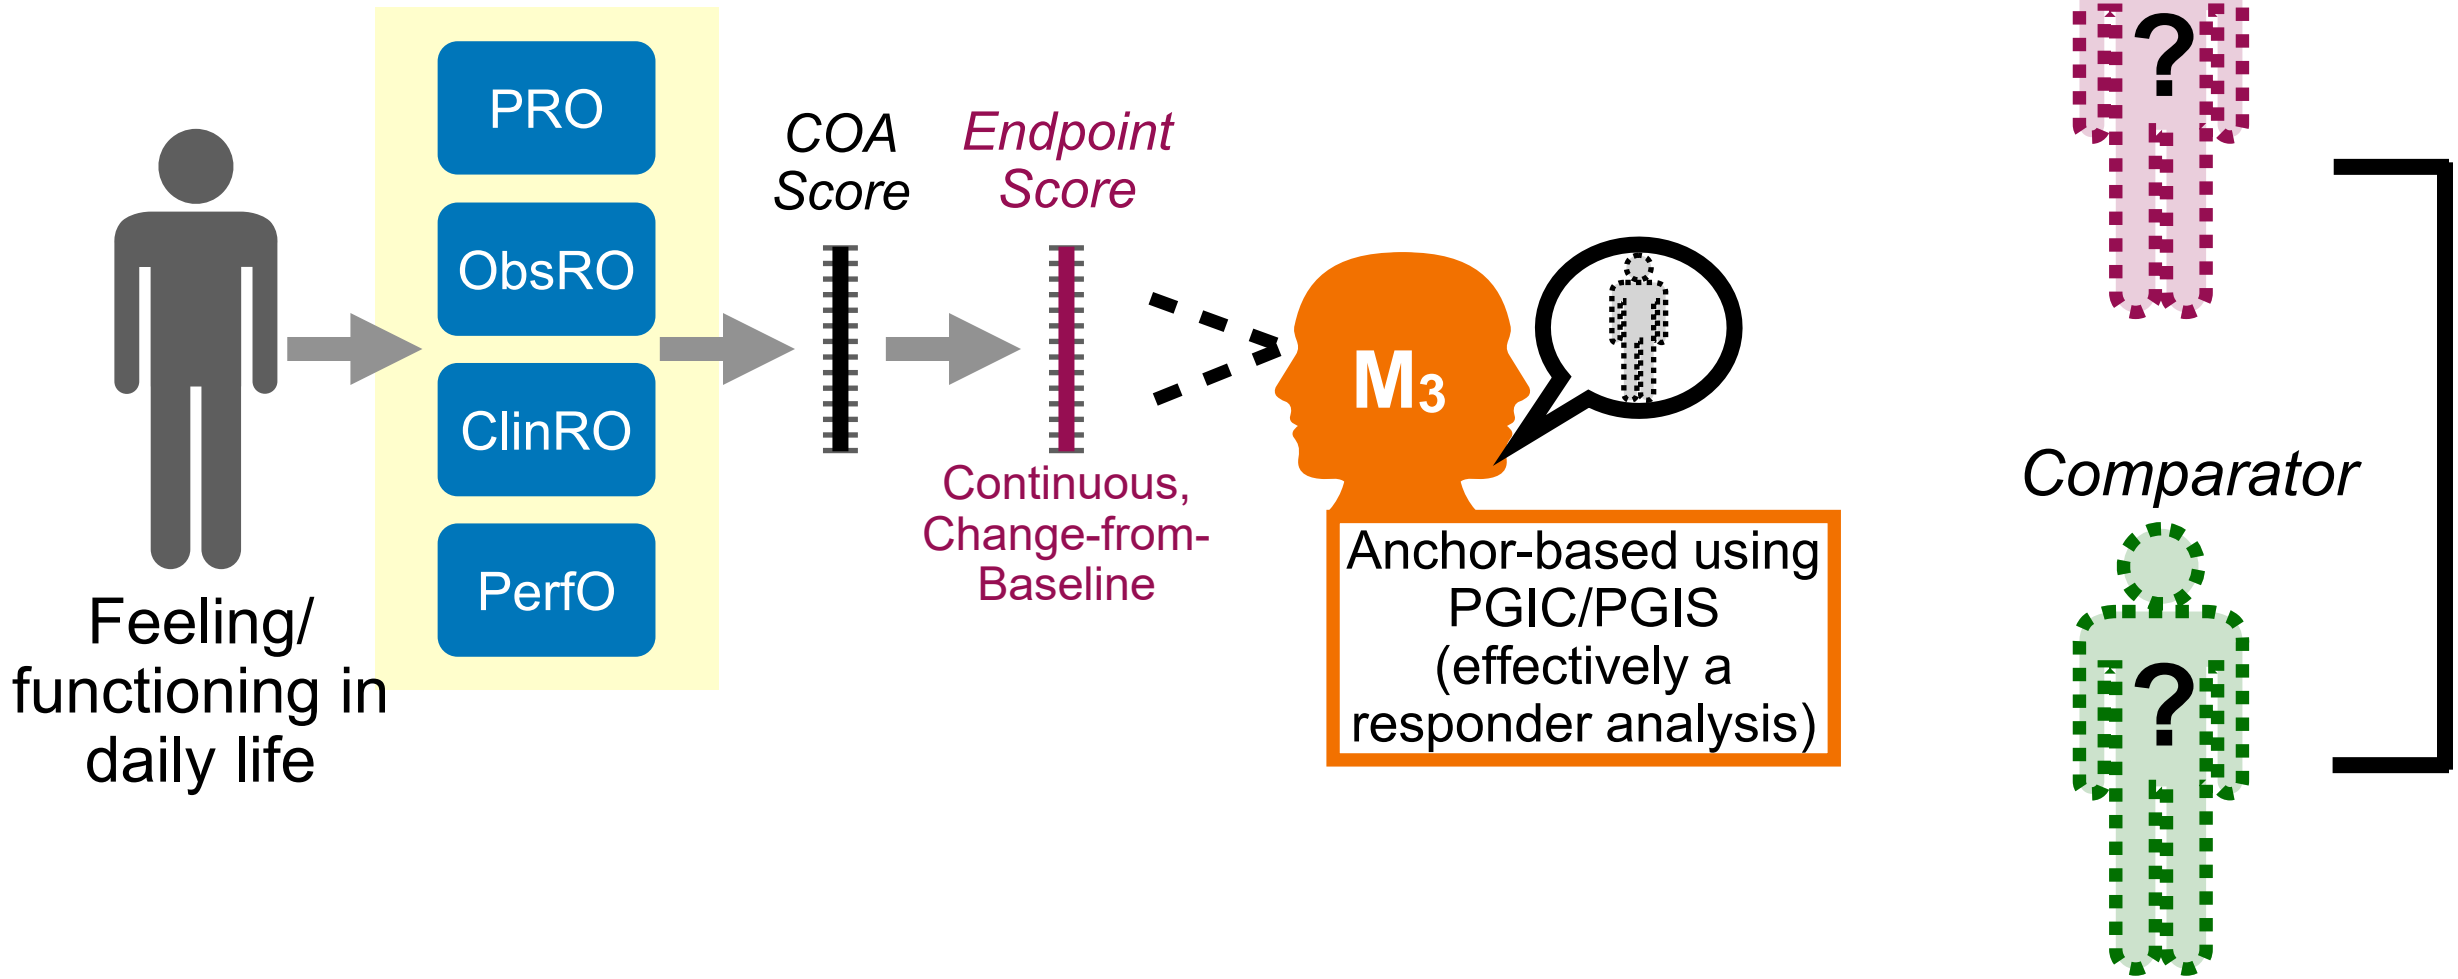 PRO
ObsRO
ClinRO
PerfO
Feeling/
functioning in
daily life
COA
Score
Endpoint
Score
Continuous,
Change-from-
Baseline
M3
Anchor-based using
PGIC/PGIS
(effectively a
responder analysis)
?
Comparator
?